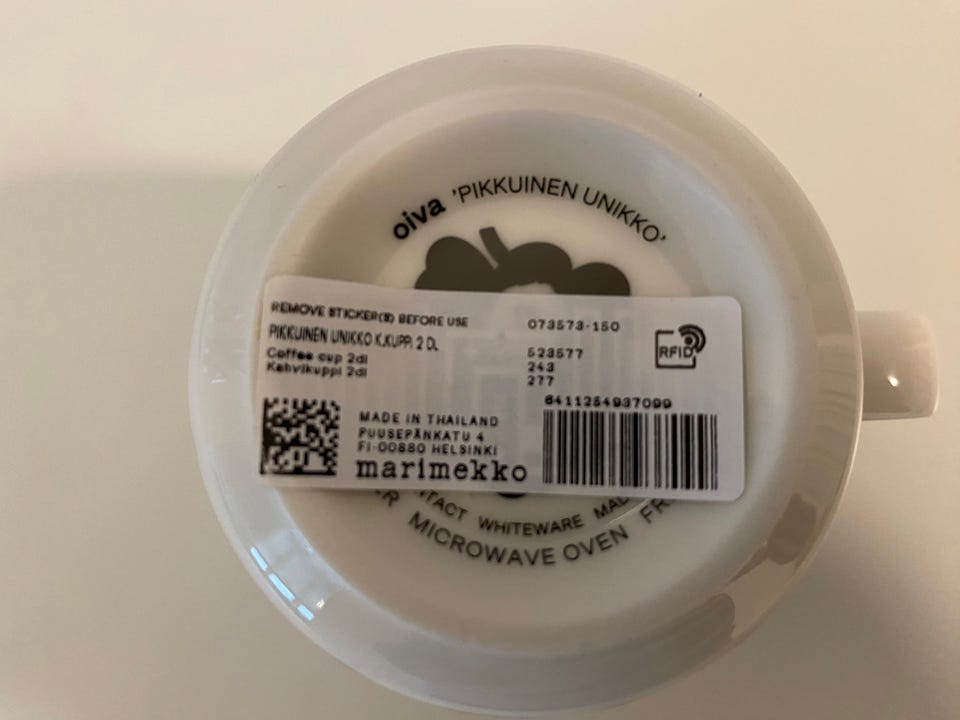 oiva 'PIKKUINEN UNIKKO'
REMOVE STICKER(S) BEFORE USE
PIKKUINEN UNIKKO K.KUPPI 2 DL
Coffee cup 2dl
Kahvikuppi 2dl
073573-150
523577
243
277
RFID
6411254937099
MADE IN THAILAND
PUUSEPÄNKATU 4
FI-00880 HELSINKI
marimekko
WHITEWARE
MICROWAVE OVEN